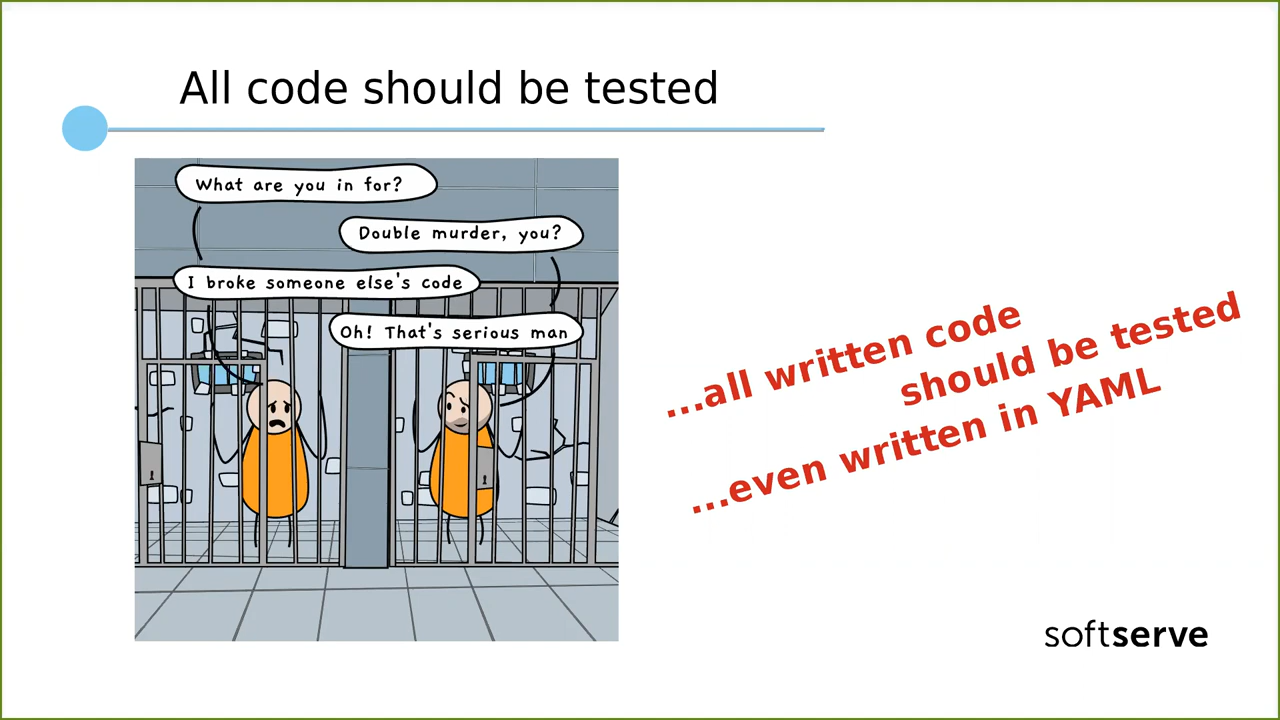 All code should be tested
What are you in for?
Double murder, you?
I broke someone else's code
Oh! That's serious man
...all written code
should be tested
...even written in YAML
softserve